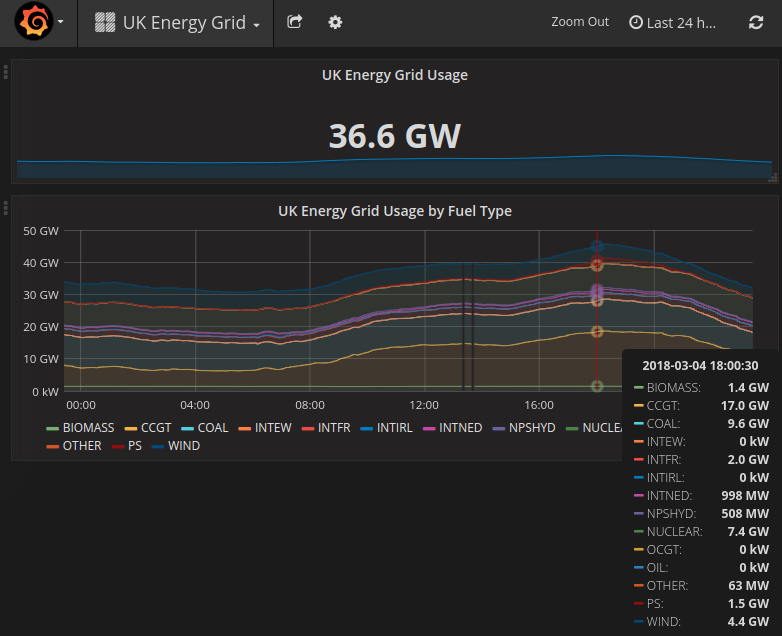 UK Energy Grid
Zoom Out
Last 24 h...
UK Energy Grid Usage
36.6 GW
UK Energy Grid Usage by Fuel Type
50 GW
40 GW
30 GW
20 GW
10 GW
0 kW
00:00 04:00 08:00 12:00 16:00
BIOMASS CCGT COAL INTEW INTFR INTIRL INTNED NPSHYD NUCLEA
OTHER PS WIND
2018-03-04 18:00:30
BIOMASS: 1.4 GW
CCGT: 17.0 GW
COAL: 9.6 GW
INTEW: 0 kW
INTFR: 2.0 GW
INTIRL: 0 kW
INTNED: 998 MW
NPSHYD: 508 MW
NUCLEAR: 7.4 GW
OCGT: 0 kW
OIL: 0 kW
OTHER: 63 MW
PS: 1.5 GW
WIND: 4.4 GW